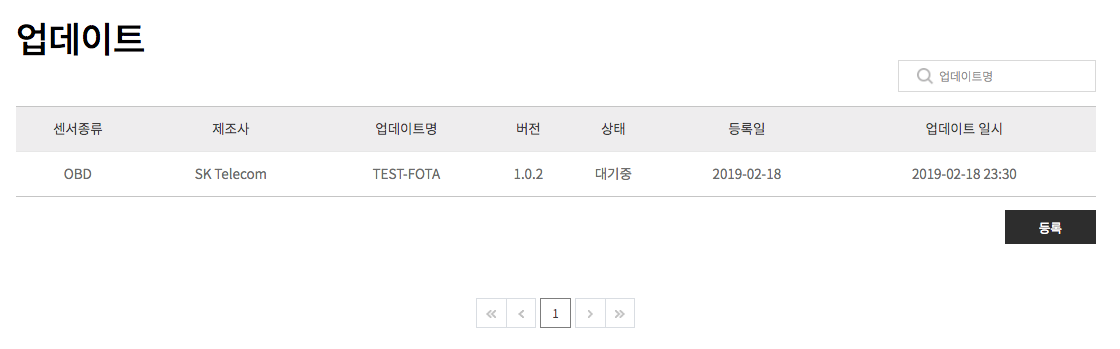 업데이트
업데이트명
센서종류 제조사 업데이트명 버전 상태 등록일 업데이트 일시
OBD SK Telecom TEST-FOTA 1.0.2 대기중 2019-02-18 2019-02-18 23:30
등록
« ‹ 1 › »